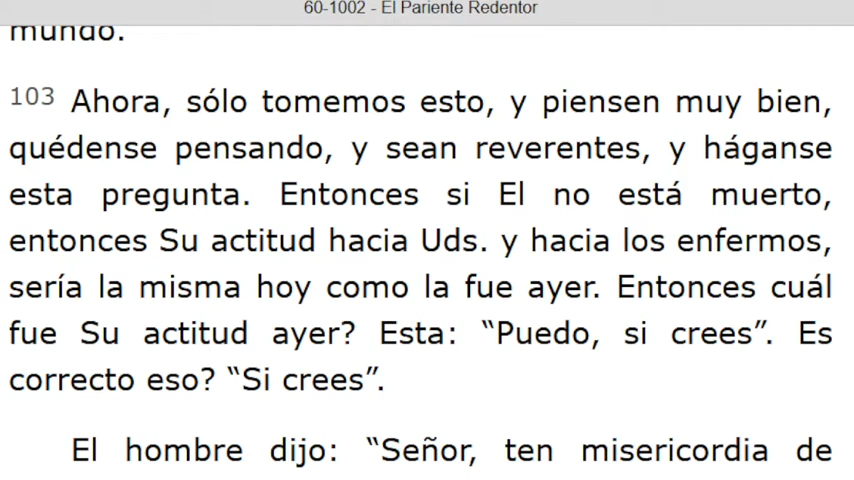 60-1002 - El Pariente Redentor
mundo.
103 Ahora, sólo tomemos esto, y piensen muy bien,
quédense pensando, y sean reverentes, y háganse
esta pregunta. Entonces si El no está muerto,
entonces Su actitud hacia Uds. y hacia los enfermos,
sería la misma hoy como la fue ayer. Entonces cuál
fue Su actitud ayer? Esta: “Puedo, si crees”. Es
correcto eso? “Si crees”.
El hombre dijo: “Señor, ten misericordia de